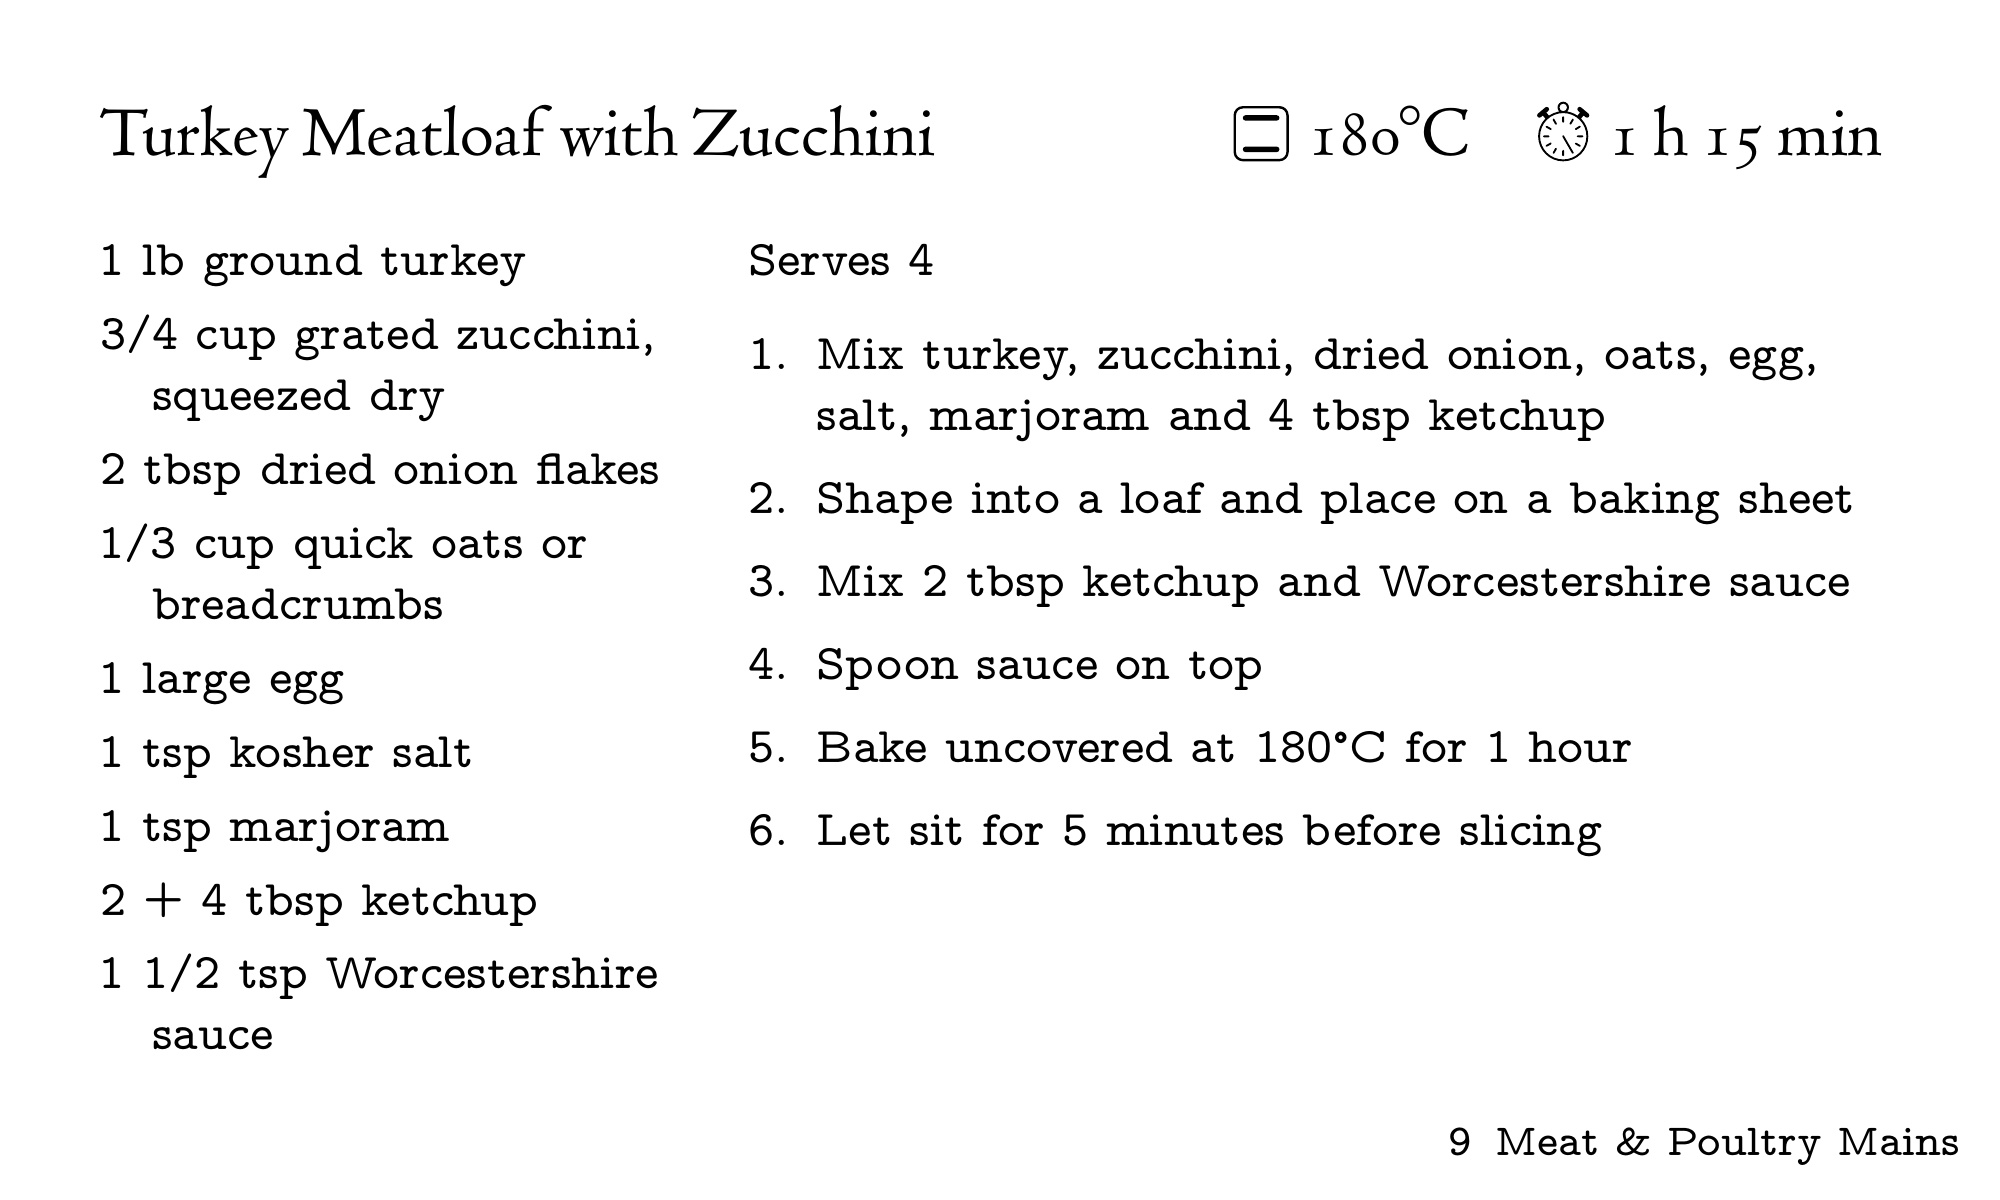 Turkey Meatloaf with Zucchini
180°C
1 h 15 min
1 lb ground turkey
3/4 cup grated zucchini,
squeezed dry
2 tbsp dried onion flakes
1/3 cup quick oats or
breadcrumbs
1 large egg
1 tsp kosher salt
1 tsp marjoram
2 + 4 tbsp ketchup
1 1/2 tsp Worcestershire
sauce
Serves 4
1. Mix turkey, zucchini, dried onion, oats, egg,
salt, marjoram and 4 tbsp ketchup
2. Shape into a loaf and place on a baking sheet
3. Mix 2 tbsp ketchup and Worcestershire sauce
4. Spoon sauce on top
5. Bake uncovered at 180°C for 1 hour
6. Let sit for 5 minutes before slicing
9 Meat & Poultry Mains